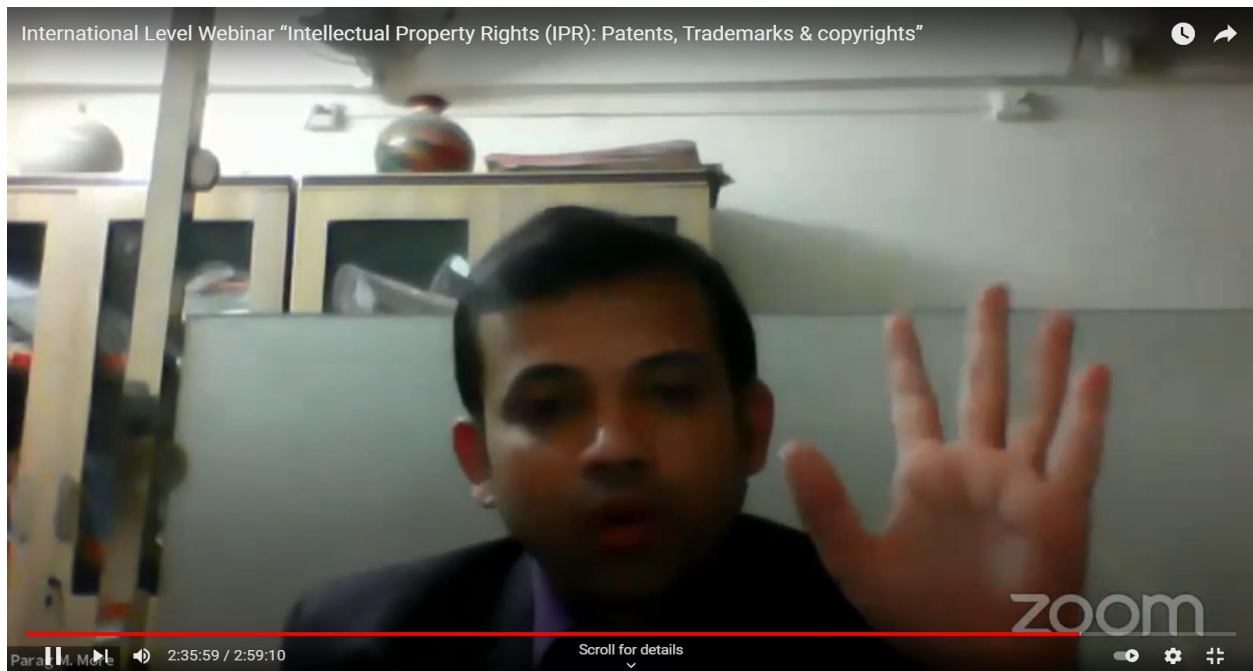 International Level Webinar “Intellectual Property Rights (IPR): Patents, Trademarks & copyrights”
zoom
Parag M. More
2:35:59 / 2:59:10
Scroll for details